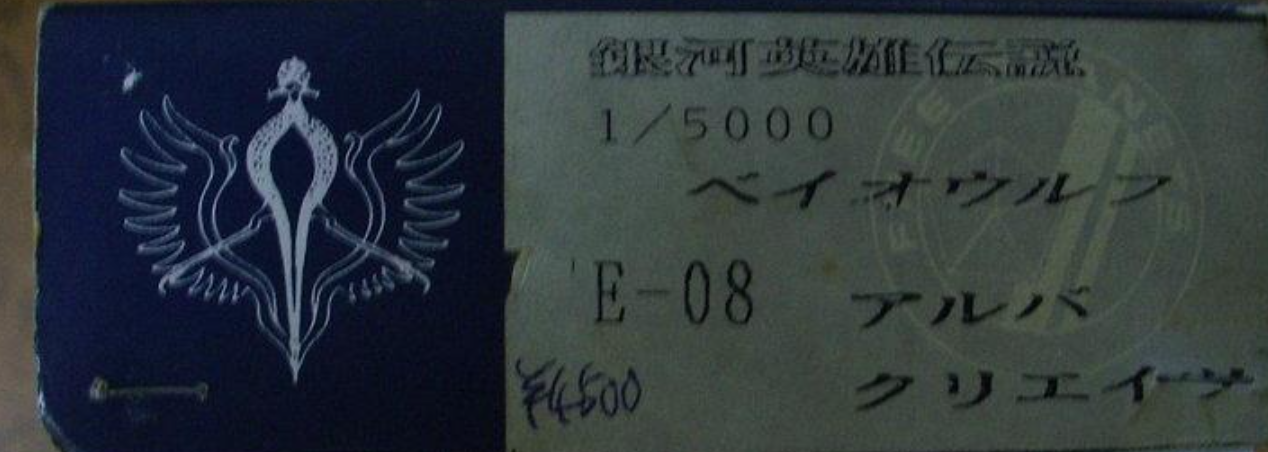 銀河英雄伝説
1/5000
ベイオウルフ
E-08 アルバ
¥4500 クリエイツ